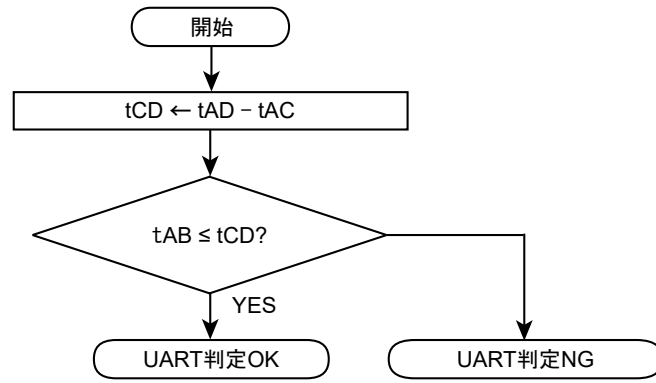 開始
tCD ← tAD − tAC
tAB ≤ tCD?
YES
UART判定OK
UART判定NG